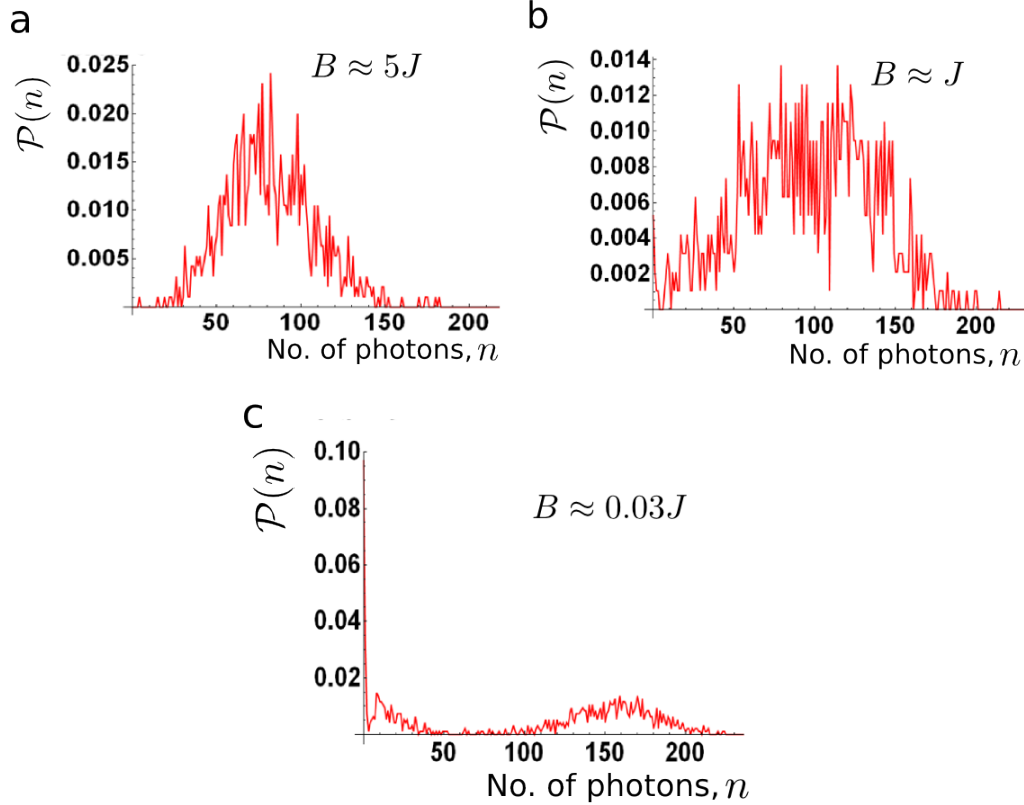 a
𝒫(n)
B ≈ 5J
0.025
0.020
0.015
0.010
0.005
50 100 150 200
No. of photons, n
b
𝒫(n)
B ≈ J
0.014
0.012
0.010
0.008
0.006
0.004
0.002
50 100 150 200
No. of photons, n
c
𝒫(n)
B ≈ 0.03J
0.10
0.08
0.06
0.04
0.02
50 100 150 200
No. of photons, n